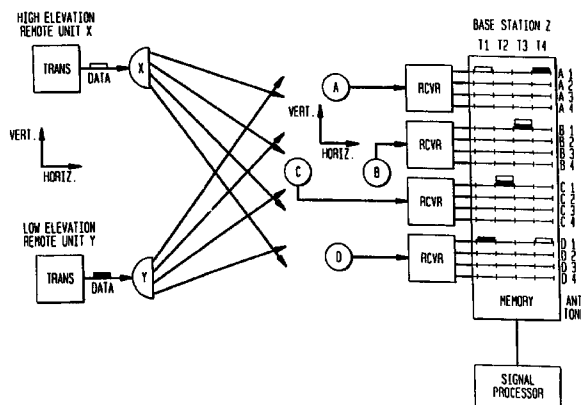 HIGH ELEVATION
REMOTE UNIT X
TRANS
DATA
X
VERT.
HORIZ.
LOW ELEVATION
REMOTE UNIT Y
TRANS
DATA
Y
VERT.
HORIZ.
A
B
C
D
RCVR
RCVR
RCVR
RCVR
BASE STATION Z
T1 T2 T3 T4
A 1
A 2
A 3
A 4
B 1
B 2
B 3
B 4
C 1
C 2
C 3
C 4
D 1
D 2
D 3
D 4
MEMORY
ANT
TONE
SIGNAL
PROCESSOR